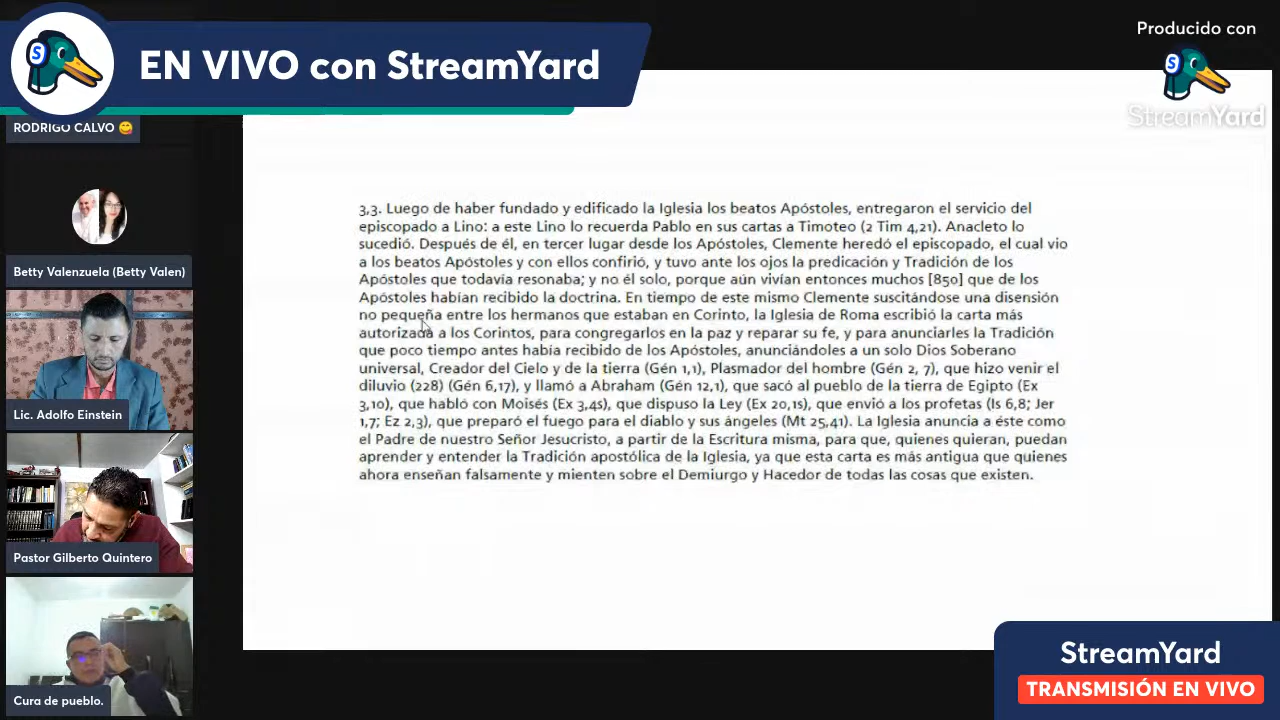 EN VIVO con StreamYard
Producido con
StreamYard
RODRIGO CALVO 😋
Betty Valenzuela (Betty Valen)
Lic. Adolfo Einstein
Pastor Gilberto Quintero
Cura de pueblo.
3,3. Luego de haber fundado y edificado la Iglesia los beatos Apóstoles, entregaron el servicio del
episcopado a Lino: a este Lino lo recuerda Pablo en sus cartas a Timoteo (2 Tim 4,21). Anacleto lo
sucedió. Después de él, en tercer lugar desde los Apóstoles, Clemente heredó el episcopado, el cual vio
a los beatos Apóstoles y con ellos confirió, y tuvo ante los ojos la predicación y Tradición de los
Apóstoles que todavía resonaba; y no él solo, porque aún vivían entonces muchos [850] que de los
Apóstoles habían recibido la doctrina. En tiempo de este mismo Clemente suscitándose una disensión
no pequeña entre los hermanos que estaban en Corinto, la Iglesia de Roma escribió la carta más
autorizada a los Corintos, para congregarlos en la paz y reparar su fe, y para anunciarles la Tradición
que poco tiempo antes había recibido de los Apóstoles, anunciándoles a un solo Dios Soberano
universal, Creador del Cielo y de la tierra (Gén 1,1), Plasmador del hombre (Gén 2, 7), que hizo venir el
diluvio (228) (Gén 6,17), y llamó a Abraham (Gén 12,1), que sacó al pueblo de la tierra de Egipto (Ex
3,10), que habló con Moisés (Ex 3,4s), que dispuso la Ley (Ex 20,1s), que envió a los profetas (Is 6,8; Jer
1,7; Ez 2,3), que preparó el fuego para el diablo y sus ángeles (Mt 25,41). La Iglesia anuncia a éste como
el Padre de nuestro Señor Jesucristo, a partir de la Escritura misma, para que, quienes quieran, puedan
aprender y entender la Tradición apostólica de la Iglesia, ya que esta carta es más antigua que quienes
ahora enseñan falsamente y mienten sobre el Demiurgo y Hacedor de todas las cosas que existen.
StreamYard
TRANSMISIÓN EN VIVO